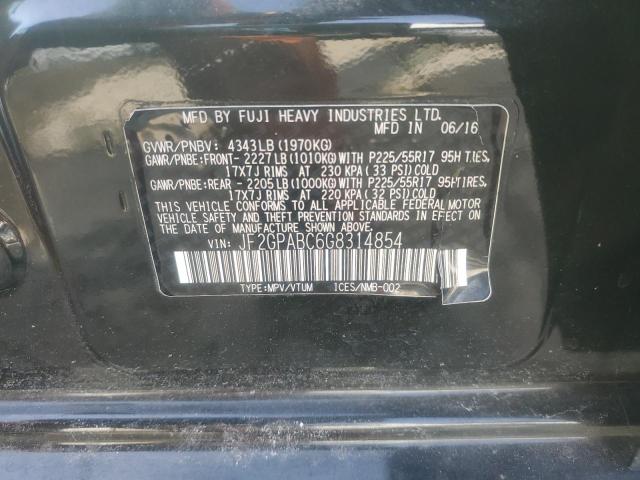 MFD BY FUJI HEAVY INDUSTRIES LTD.
MFD IN 06/16
GVWR/PNBV: 4343LB (1970KG)
GAWR/PNBE:FRONT- 2227LB(1010KG)WITH P225/55R17 95H
17X7J RIMS AT 230 KPA (33 PSI)COLD
GAWR/PNBE:REAR - 2205LB(1000KG)WITH P225/55R17 95H
17X7J RIMS AT 220 KPA (32 PSI)COLD
THIS VEHICLE CONFORMS TO ALL APPLICABLE FEDERAL MOTOR
VEHICLE SAFETY AND THEFT PREVENTION STANDARDS IN EFFECT
ON THE DATE OF MANUFACTURE SHOWN ABOVE.
VIN: JF2GPABC6G8314854
TYPE:MPV/VTUM ICES/NMB-002